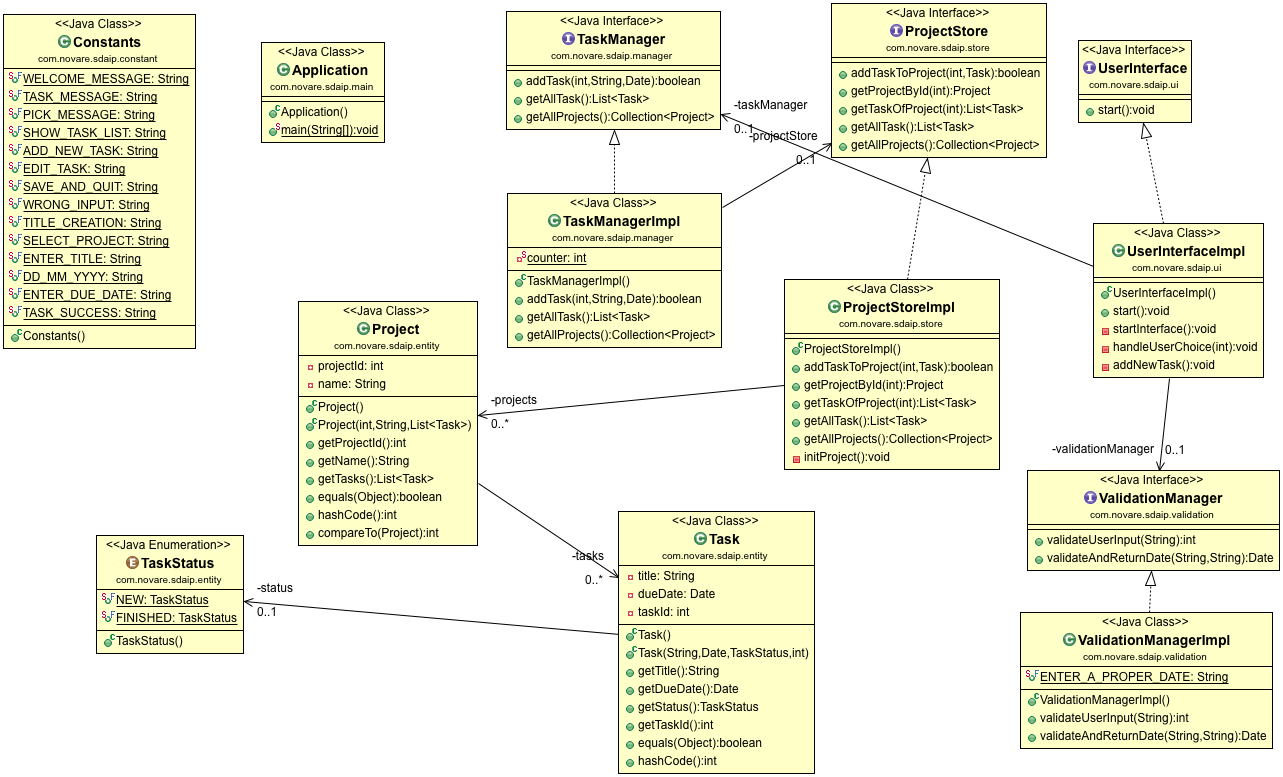 <<Java Class>>
Constants
com.novare.sdaip.constant
WELCOME_MESSAGE: String
TASK_MESSAGE: String
PICK_MESSAGE: String
SHOW_TASK_LIST: String
ADD_NEW_TASK: String
EDIT_TASK: String
SAVE_AND_QUIT: String
WRONG_INPUT: String
TITLE_CREATION: String
SELECT_PROJECT: String
ENTER_TITLE: String
DD_MM_YYYY: String
ENTER_DUE_DATE: String
TASK_SUCCESS: String
Constants()
<<Java Class>>
Application
com.novare.sdaip.main
Application()
main(String[]):void
<<Java Interface>>
TaskManager
com.novare.sdaip.manager
addTask(int,String,Date):boolean
getAllTask():List<Task>
getAllProjects():Collection<Project>
<<Java Interface>>
ProjectStore
com.novare.sdaip.store
addTaskToProject(int,Task):boolean
getProjectById(int):Project
getTaskOfProject(int):List<Task>
getAllTask():List<Task>
getAllProjects():Collection<Project>
<<Java Interface>>
UserInterface
com.novare.sdaip.ui
start():void
-taskManager
0..1
-projectStore
0..1
<<Java Class>>
TaskManagerImpl
com.novare.sdaip.manager
counter: int
TaskManagerImpl()
addTask(int,String,Date):boolean
getAllTask():List<Task>
getAllProjects():Collection<Project>
<<Java Class>>
UserInterfaceImpl
com.novare.sdaip.ui
UserInterfaceImpl()
start():void
startInterface():void
handleUserChoice(int):void
addNewTask():void
<<Java Class>>
ProjectStoreImpl
com.novare.sdaip.store
ProjectStoreImpl()
addTaskToProject(int,Task):boolean
getProjectById(int):Project
getTaskOfProject(int):List<Task>
getAllTask():List<Task>
getAllProjects():Collection<Project>
initProject():void
<<Java Class>>
Project
com.novare.sdaip.entity
projectId: int
name: String
Project()
Project(int,String,List<Task>)
getProjectId():int
getName():String
getTasks():List<Task>
equals(Object):boolean
hashCode():int
compareTo(Project):int
-projects
0..*
-validationManager
0..1
<<Java Interface>>
ValidationManager
com.novare.sdaip.validation
validateUserInput(String):int
validateAndReturnDate(String,String):Date
<<Java Class>>
Task
com.novare.sdaip.entity
title: String
dueDate: Date
taskId: int
Task()
Task(String,Date,TaskStatus,int)
getTitle():String
getDueDate():Date
getStatus():TaskStatus
getTaskId():int
equals(Object):boolean
hashCode():int
-tasks
0..*
<<Java Enumeration>>
TaskStatus
com.novare.sdaip.entity
NEW: TaskStatus
FINISHED: TaskStatus
TaskStatus()
-status
0..1
<<Java Class>>
ValidationManagerImpl
com.novare.sdaip.validation
ENTER_A_PROPER_DATE: String
ValidationManagerImpl()
validateUserInput(String):int
validateAndReturnDate(String,String):Date